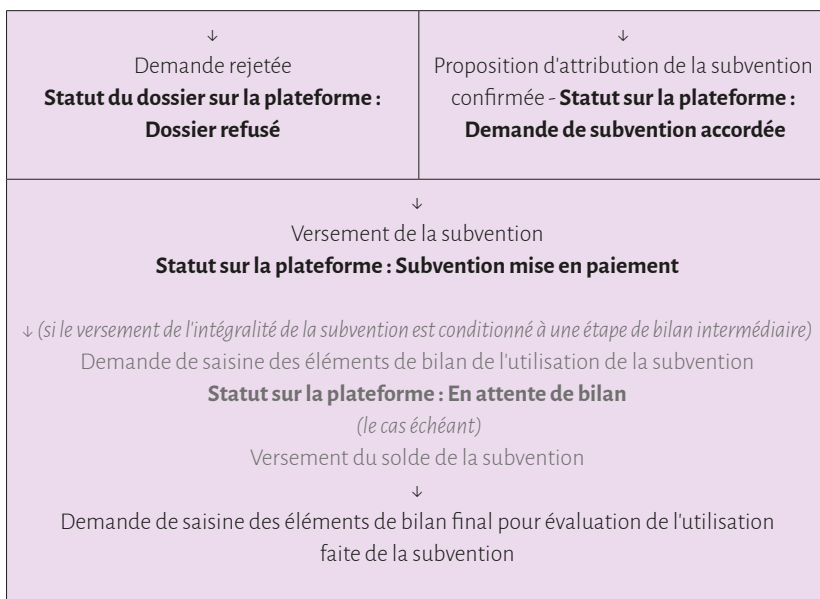 ↓
Demande rejetée
Statut du dossier sur la plateforme :
Dossier refusé
↓
Proposition d'attribution de la subvention
confirmée - Statut sur la plateforme :
Demande de subvention accordée
↓
Versement de la subvention
Statut sur la plateforme : Subvention mise en paiement
↓ (si le versement de l'intégralité de la subvention est conditionné à une étape de bilan intermédiaire)
Demande de saisine des éléments de bilan de l'utilisation de la subvention
Statut sur la plateforme : En attente de bilan
(le cas échéant)
Versement du solde de la subvention
↓
Demande de saisine des éléments de bilan final pour évaluation de l'utilisation
faite de la subvention